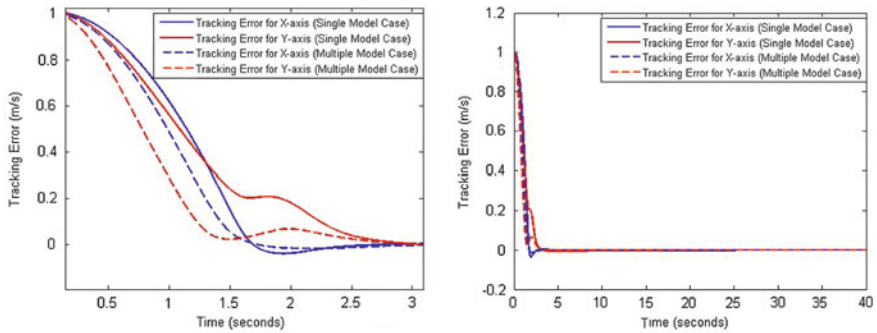 Tracking Error for X-axis (Single Model Case)
Tracking Error for Y-axis (Single Model Case)
Tracking Error for X-axis (Multiple Model Case)
Tracking Error for Y-axis (Multiple Model Case)
1
0.8
0.6
0.4
0.2
0
Tracking Error (m/s)
0.5
1
1.5
2
2.5
3
Time (seconds)
1.2
Tracking Error for X-axis (Single Model Case)
Tracking Error for Y-axis (Single Model Case)
Tracking Error for X-axis (Multiple Model Case)
Tracking Error for Y-axis (Multiple Model Case)
1
0.8
0.6
0.4
0.2
0
-0.2
Tracking Error (m/s)
0
5
10
15
20
25
30
35
40
Time (seconds)